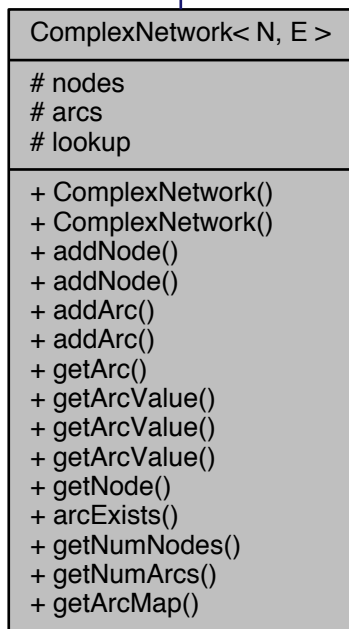 ComplexNetwork< N, E >
# nodes
# arcs
# lookup
+ ComplexNetwork()
+ ComplexNetwork()
+ addNode()
+ addNode()
+ addArc()
+ addArc()
+ getArc()
+ getArcValue()
+ getArcValue()
+ getArcValue()
+ getNode()
+ arcExists()
+ getNumNodes()
+ getNumArcs()
+ getArcMap()